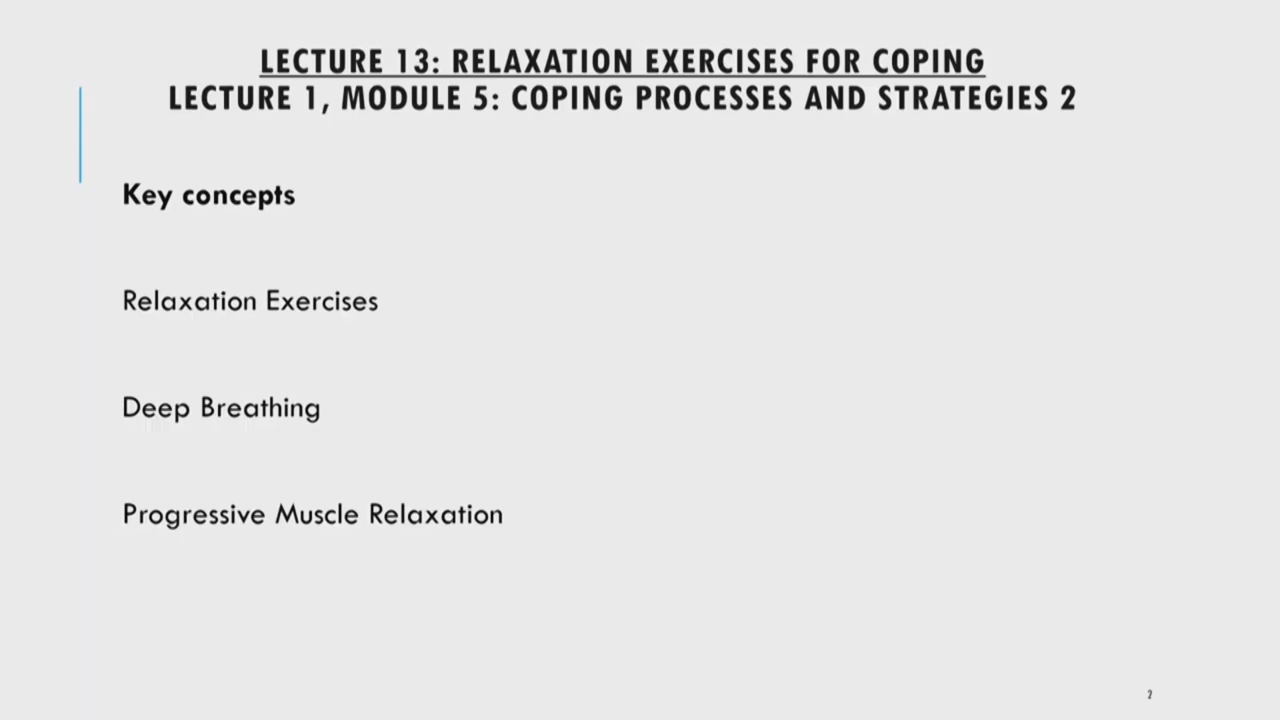 LECTURE 13: RELAXATION EXERCISES FOR COPING
LECTURE 1, MODULE 5: COPING PROCESSES AND STRATEGIES 2
Key concepts
Relaxation Exercises
Deep Breathing
Progressive Muscle Relaxation
2